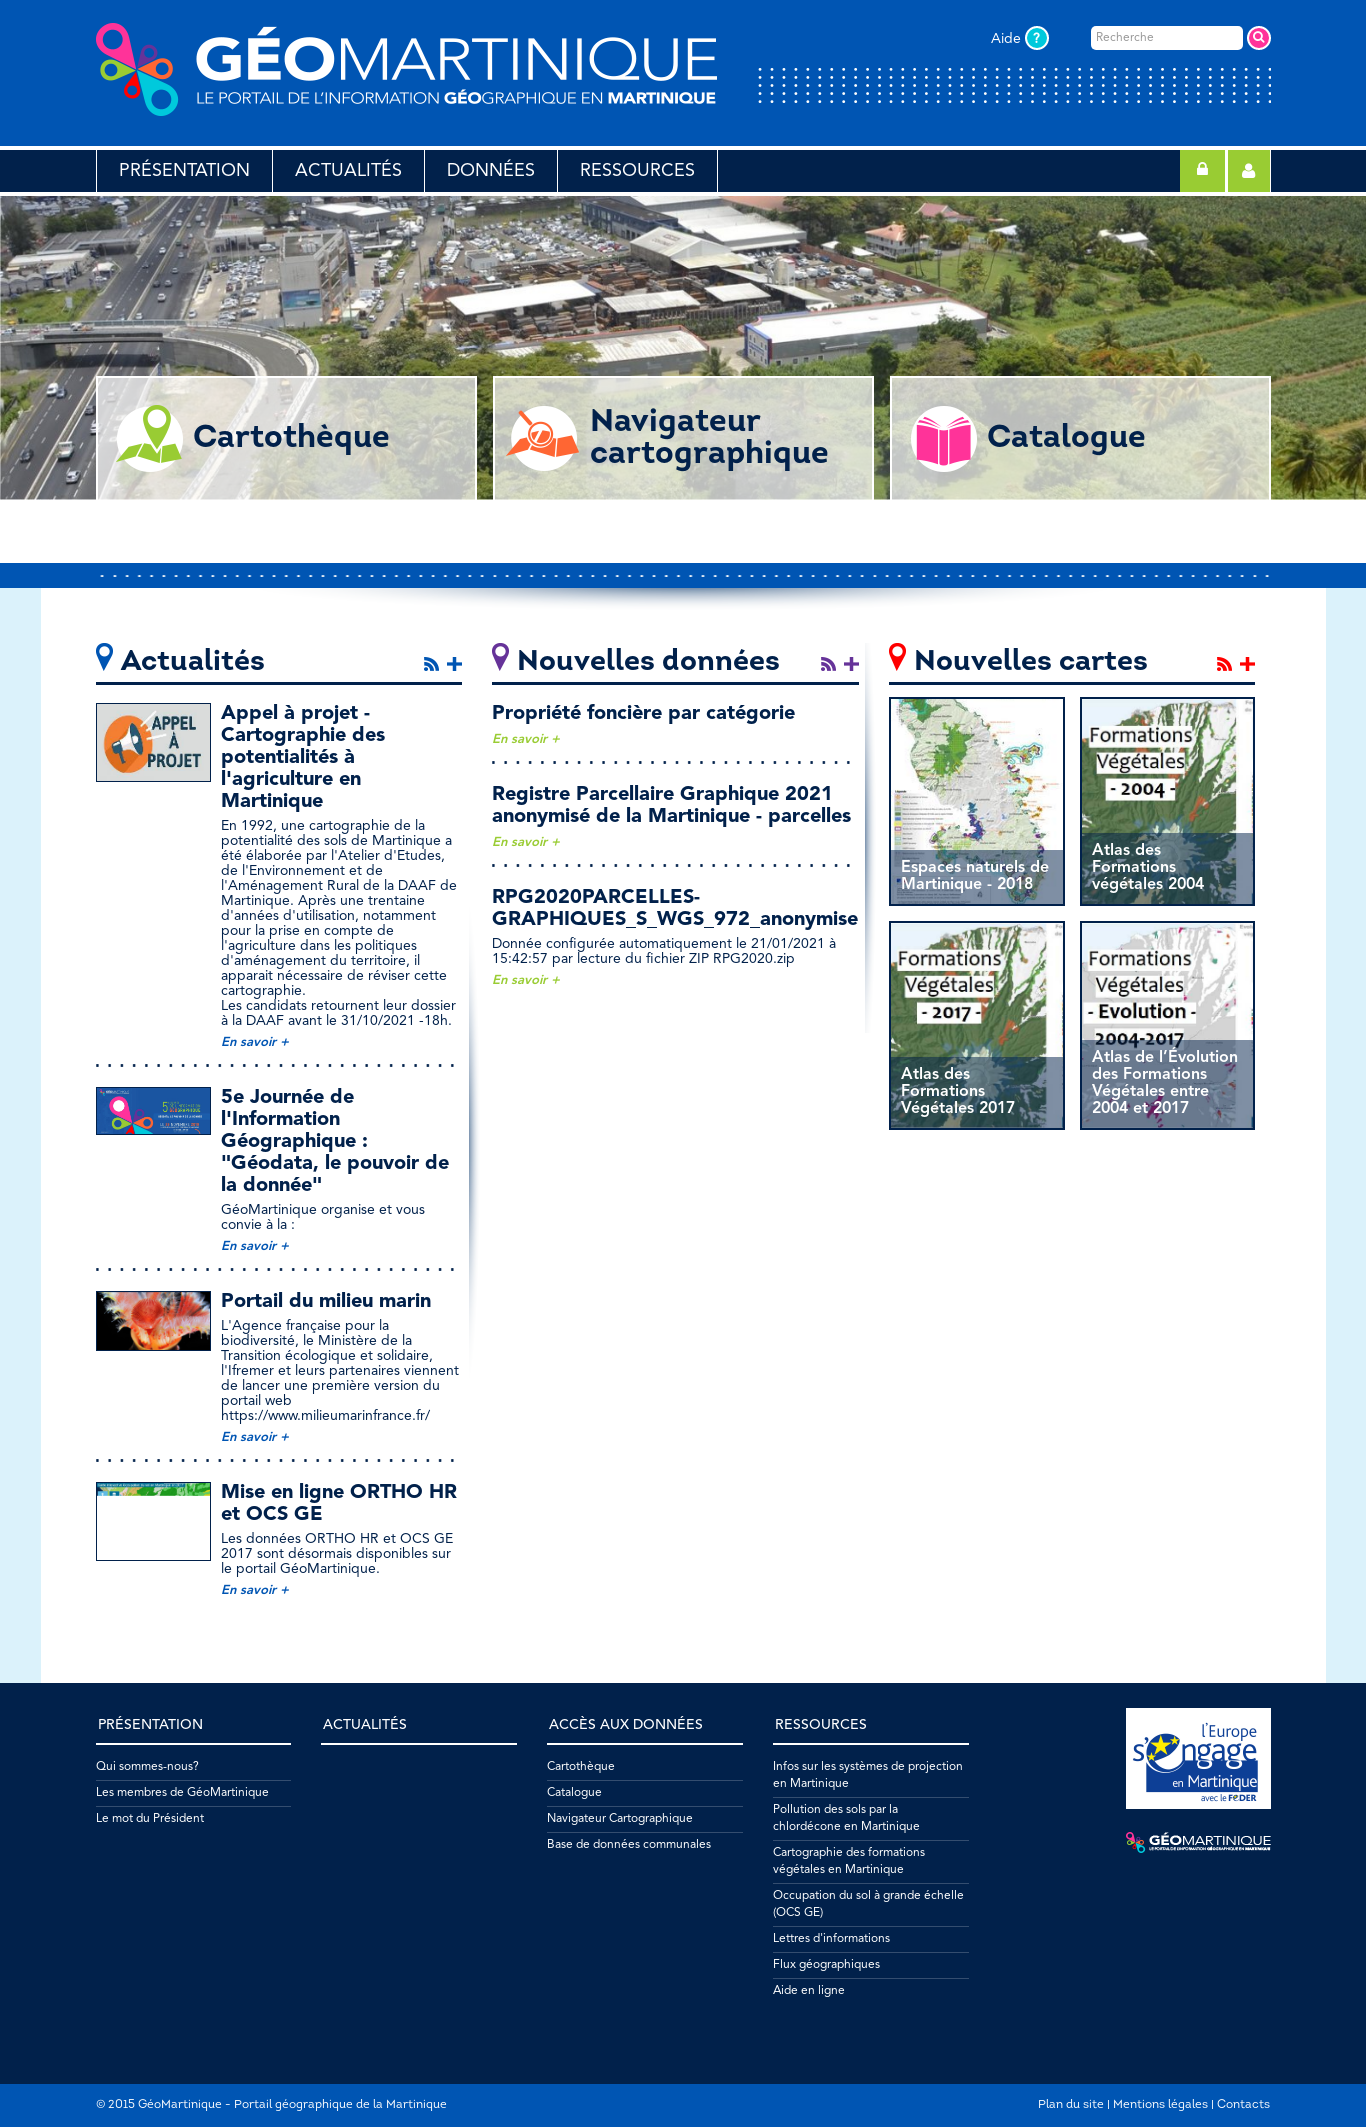 GÉOMARTINIQUE
LE PORTAIL DE L'INFORMATION GÉOGRAPHIQUE EN MARTINIQUE
Aide ?
Recherche
PRÉSENTATION
ACTUALITÉS
DONNÉES
RESSOURCES
Cartothèque
Navigateur
cartographique
Catalogue
Actualités
APPEL
À
PROJET
Appel à projet -
Cartographie des
potentialités à
l'agriculture en
Martinique
En 1992, une cartographie de la
potentialité des sols de Martinique a
été élaborée par l'Atelier d'Etudes,
de l'Environnement et de
l'Aménagement Rural de la DAAF de
Martinique. Après une trentaine
d'années d'utilisation, notamment
pour la prise en compte de
l'agriculture dans les politiques
d'aménagement du territoire, il
apparait nécessaire de réviser cette
cartographie.
Les candidats retournent leur dossier
à la DAAF avant le 31/10/2021 -18h.
En savoir +
5e Journée de
l'Information
Géographique :
"Géodata, le pouvoir de
la donnée"
GéoMartinique organise et vous
convie à la :
En savoir +
Portail du milieu marin
L'Agence française pour la
biodiversité, le Ministère de la
Transition écologique et solidaire,
l'Ifremer et leurs partenaires viennent
de lancer une première version du
portail web
https://www.milieumarinfrance.fr/
En savoir +
Mise en ligne ORTHO HR
et OCS GE
Les données ORTHO HR et OCS GE
2017 sont désormais disponibles sur
le portail GéoMartinique.
En savoir +
Nouvelles données
Propriété foncière par catégorie
En savoir +
Registre Parcellaire Graphique 2021
anonymisé de la Martinique - parcelles
En savoir +
RPG2020PARCELLES-
GRAPHIQUES_S_WGS_972_anonymise
Donnée configurée automatiquement le 21/01/2021 à
15:42:57 par lecture du fichier ZIP RPG2020.zip
En savoir +
Nouvelles cartes
Espaces naturels de
Martinique - 2018
Formations
Végétales
- 2004 -
Atlas des
Formations
végétales 2004
Formations
Végétales
- 2017 -
Atlas des
Formations
Végétales 2017
Formations
Végétales
- Evolution -
2004-2017
Atlas de l'Évolution
des Formations
Végétales entre
2004 et 2017
PRÉSENTATION
Qui sommes-nous?
Les membres de GéoMartinique
Le mot du Président
ACTUALITÉS
ACCÈS AUX DONNÉES
Cartothèque
Catalogue
Navigateur Cartographique
Base de données communales
RESSOURCES
Infos sur les systèmes de projection
en Martinique
Pollution des sols par la
chlordécone en Martinique
Cartographie des formations
végétales en Martinique
Occupation du sol à grande échelle
(OCS GE)
Lettres d'informations
Flux géographiques
Aide en ligne
l'Europe
s'engage
en Martinique
avec le FEDER
GÉOMARTINIQUE
LE PORTAIL DE L'INFORMATION GÉOGRAPHIQUE EN MARTINIQUE
© 2015 GéoMartinique - Portail géographique de la Martinique
Plan du site | Mentions légales | Contacts